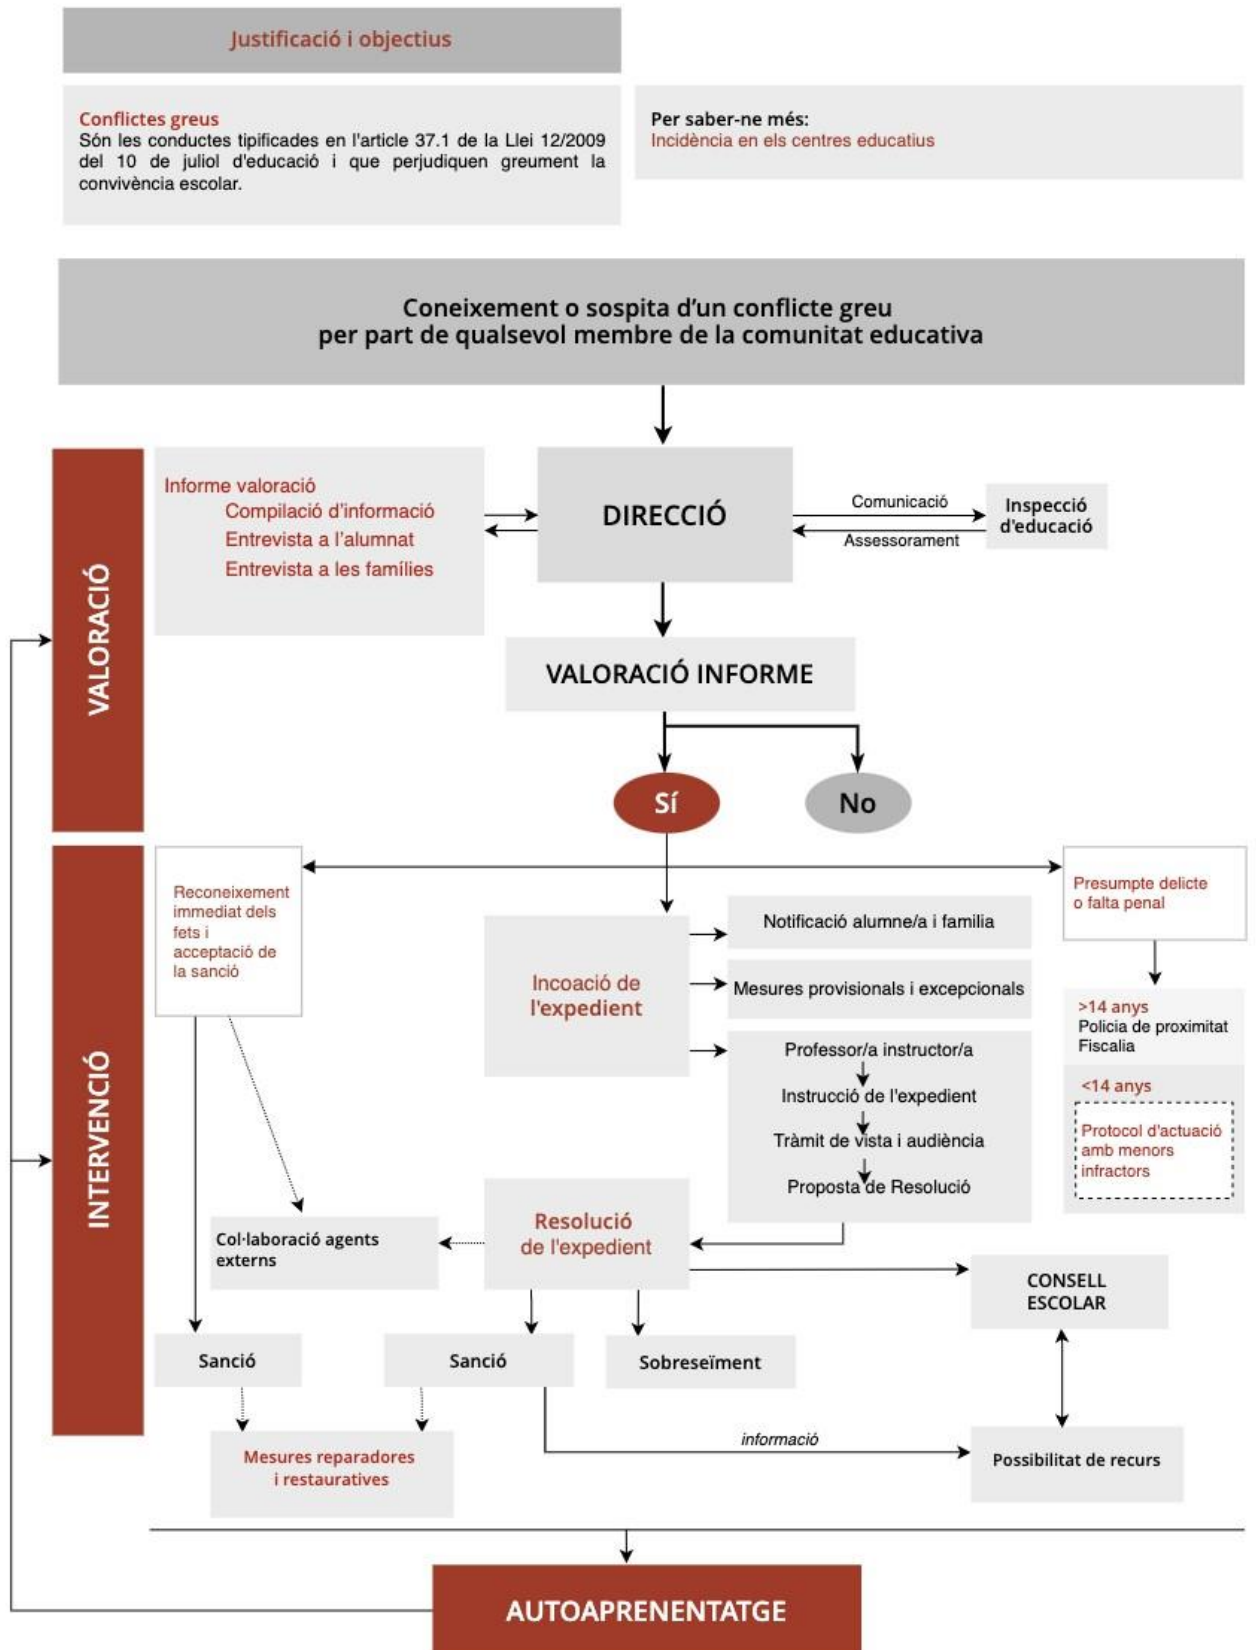 Justificació i objectius
Conflictes greus
Són les conductes tipificades en l'article 37.1 de la Llei 12/2009
del 10 de juliol d'educació i que perjudiquen greument la
convivència escolar.
Per saber-ne més:
Incidència en els centres educatius
Coneixement o sospita d'un conflicte greu
per part de qualsevol membre de la comunitat educativa
VALORACIÓ
Informe valoració
Compilació d'informació
Entrevista a l'alumnat
Entrevista a les famílies
DIRECCIÓ
Comunicació
Assessorament
Inspecció
d'educació
VALORACIÓ INFORME
Sí
No
INTERVENCIÓ
Reconeixement
immediat dels
fets i
acceptació de
la sanció
Incoació de
l'expedient
Notificació alumne/a i familia
Mesures provisionals i excepcionals
Professor/a instructor/a
Instrucció de l'expedient
Tràmit de vista i audiència
Proposta de Resolució
Presumpte delicte
o falta penal
>14 anys
Policia de proximitat
Fiscalia
<14 anys
Protocol d'actuació
amb menors
infractors
Col·laboració agents
externs
Resolució
de l'expedient
CONSELL
ESCOLAR
Sanció
Sanció
Sobreseïment
Mesures reparadores
i restauratives
informació
Possibilitat de recurs
AUTOAPRENENTATGE